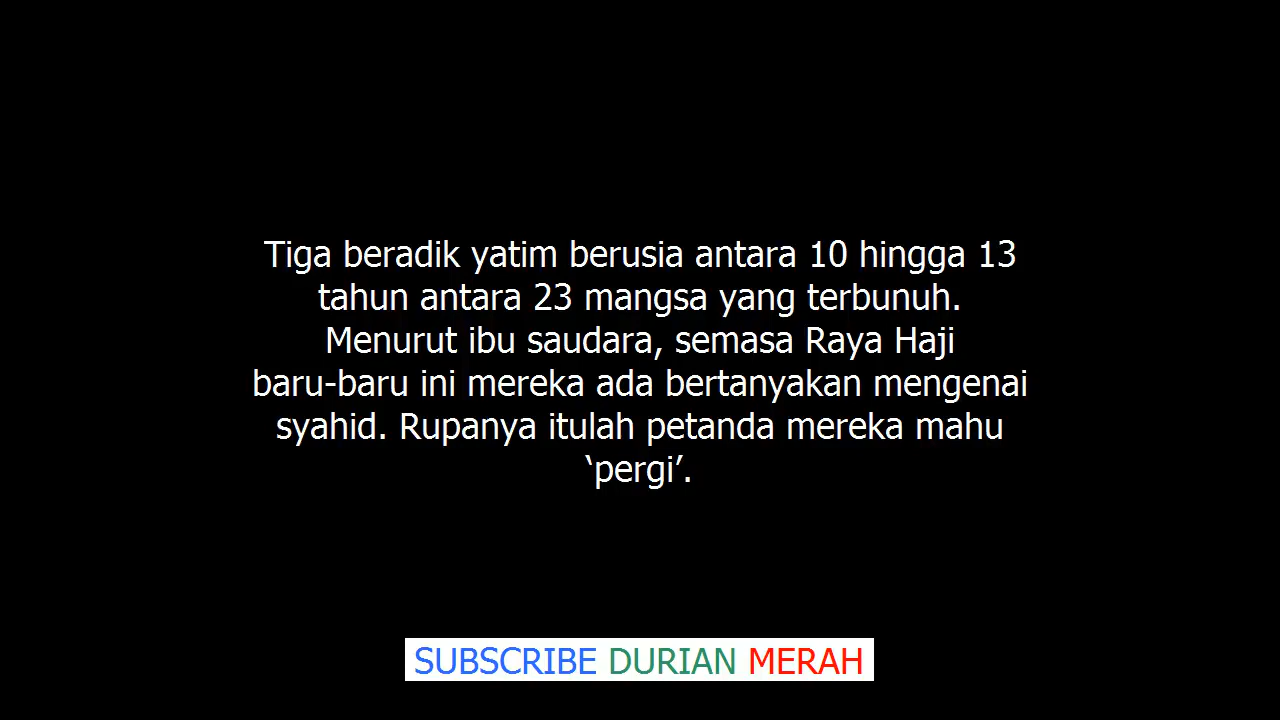 Tiga beradik yatim berusia antara 10 hingga 13
tahun antara 23 mangsa yang terbunuh.
Menurut ibu saudara, semasa Raya Haji
baru-baru ini mereka ada bertanyakan mengenai
syahid. Rupanya itulah petanda mereka mahu
‘pergi’.
SUBSCRIBE DURIAN MERAH